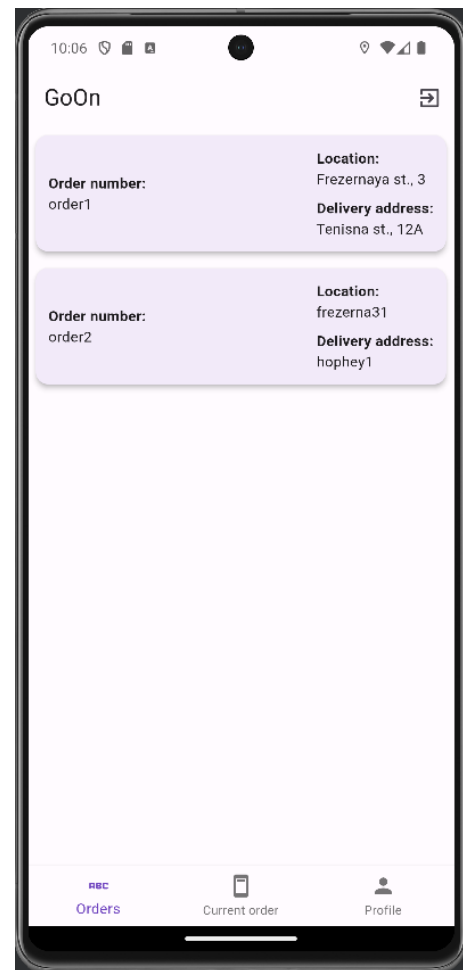 10:06
GoOn
Order number:
order1
Location:
Frezernaya st., 3
Delivery address:
Tenisna st., 12A
Order number:
order2
Location:
frezerna31
Delivery address:
hophey1
ABC
Orders
Current order
Profile